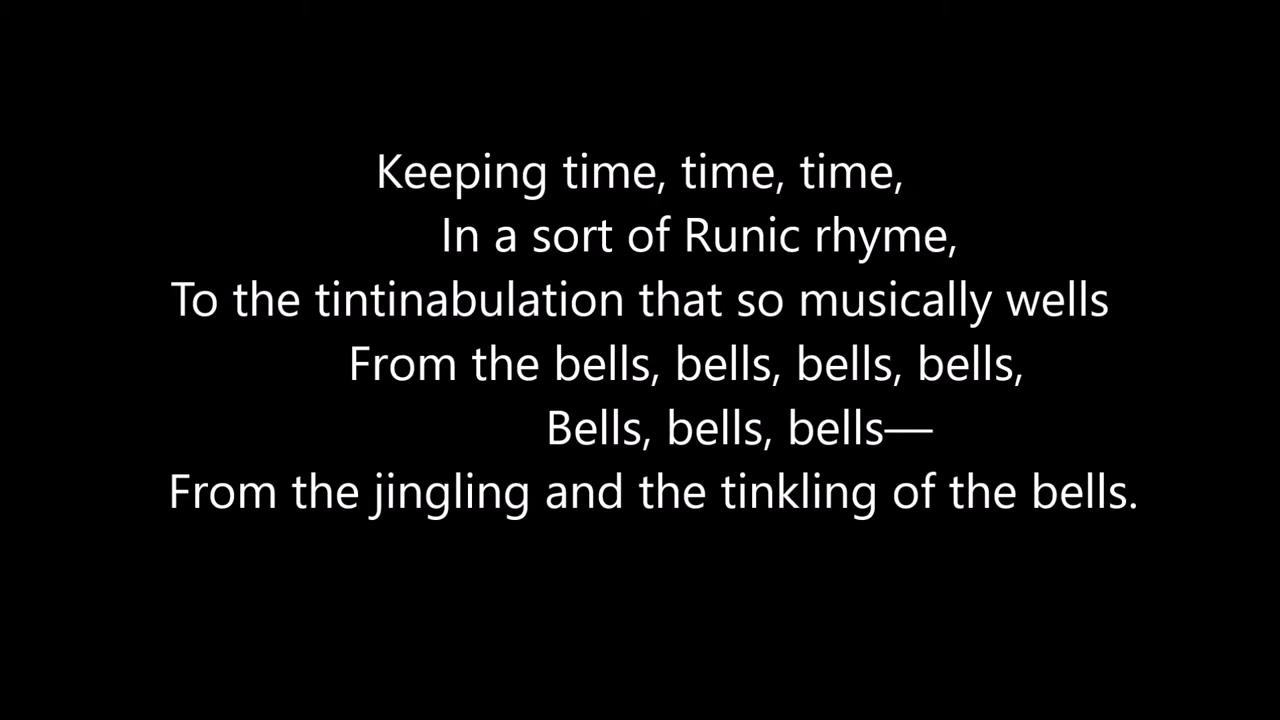 Keeping time, time, time,
In a sort of Runic rhyme,
To the tintinabulation that so musically wells
From the bells, bells, bells, bells,
Bells, bells, bells—
From the jingling and the tinkling of the bells.